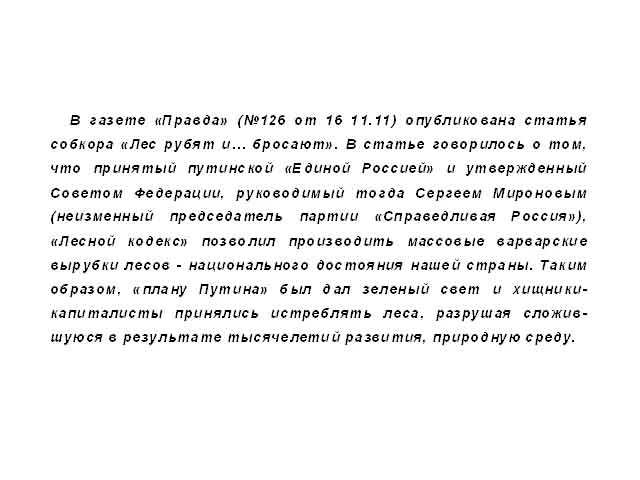 В газете «Правда» (№126 от 16 11.11) опубликована статья
собкора «Лес рубят и... бросают». В статье говорилось о том,
что принятый путинской «Единой Россией» и утвержденный
Советом Федерации, руководимый тогда Сергеем Мироновым
(неизменный председатель партии «Справедливая Россия»),
«Лесной кодекс» позволил производить массовые варварские
вырубки лесов - национального достояния нашей страны. Таким
образом, «плану Путина» был дал зеленый свет и хищники-
капиталисты принялись истреблять леса, разрушая сложив-
шуюся в результате тысячелетий развития, природную среду.